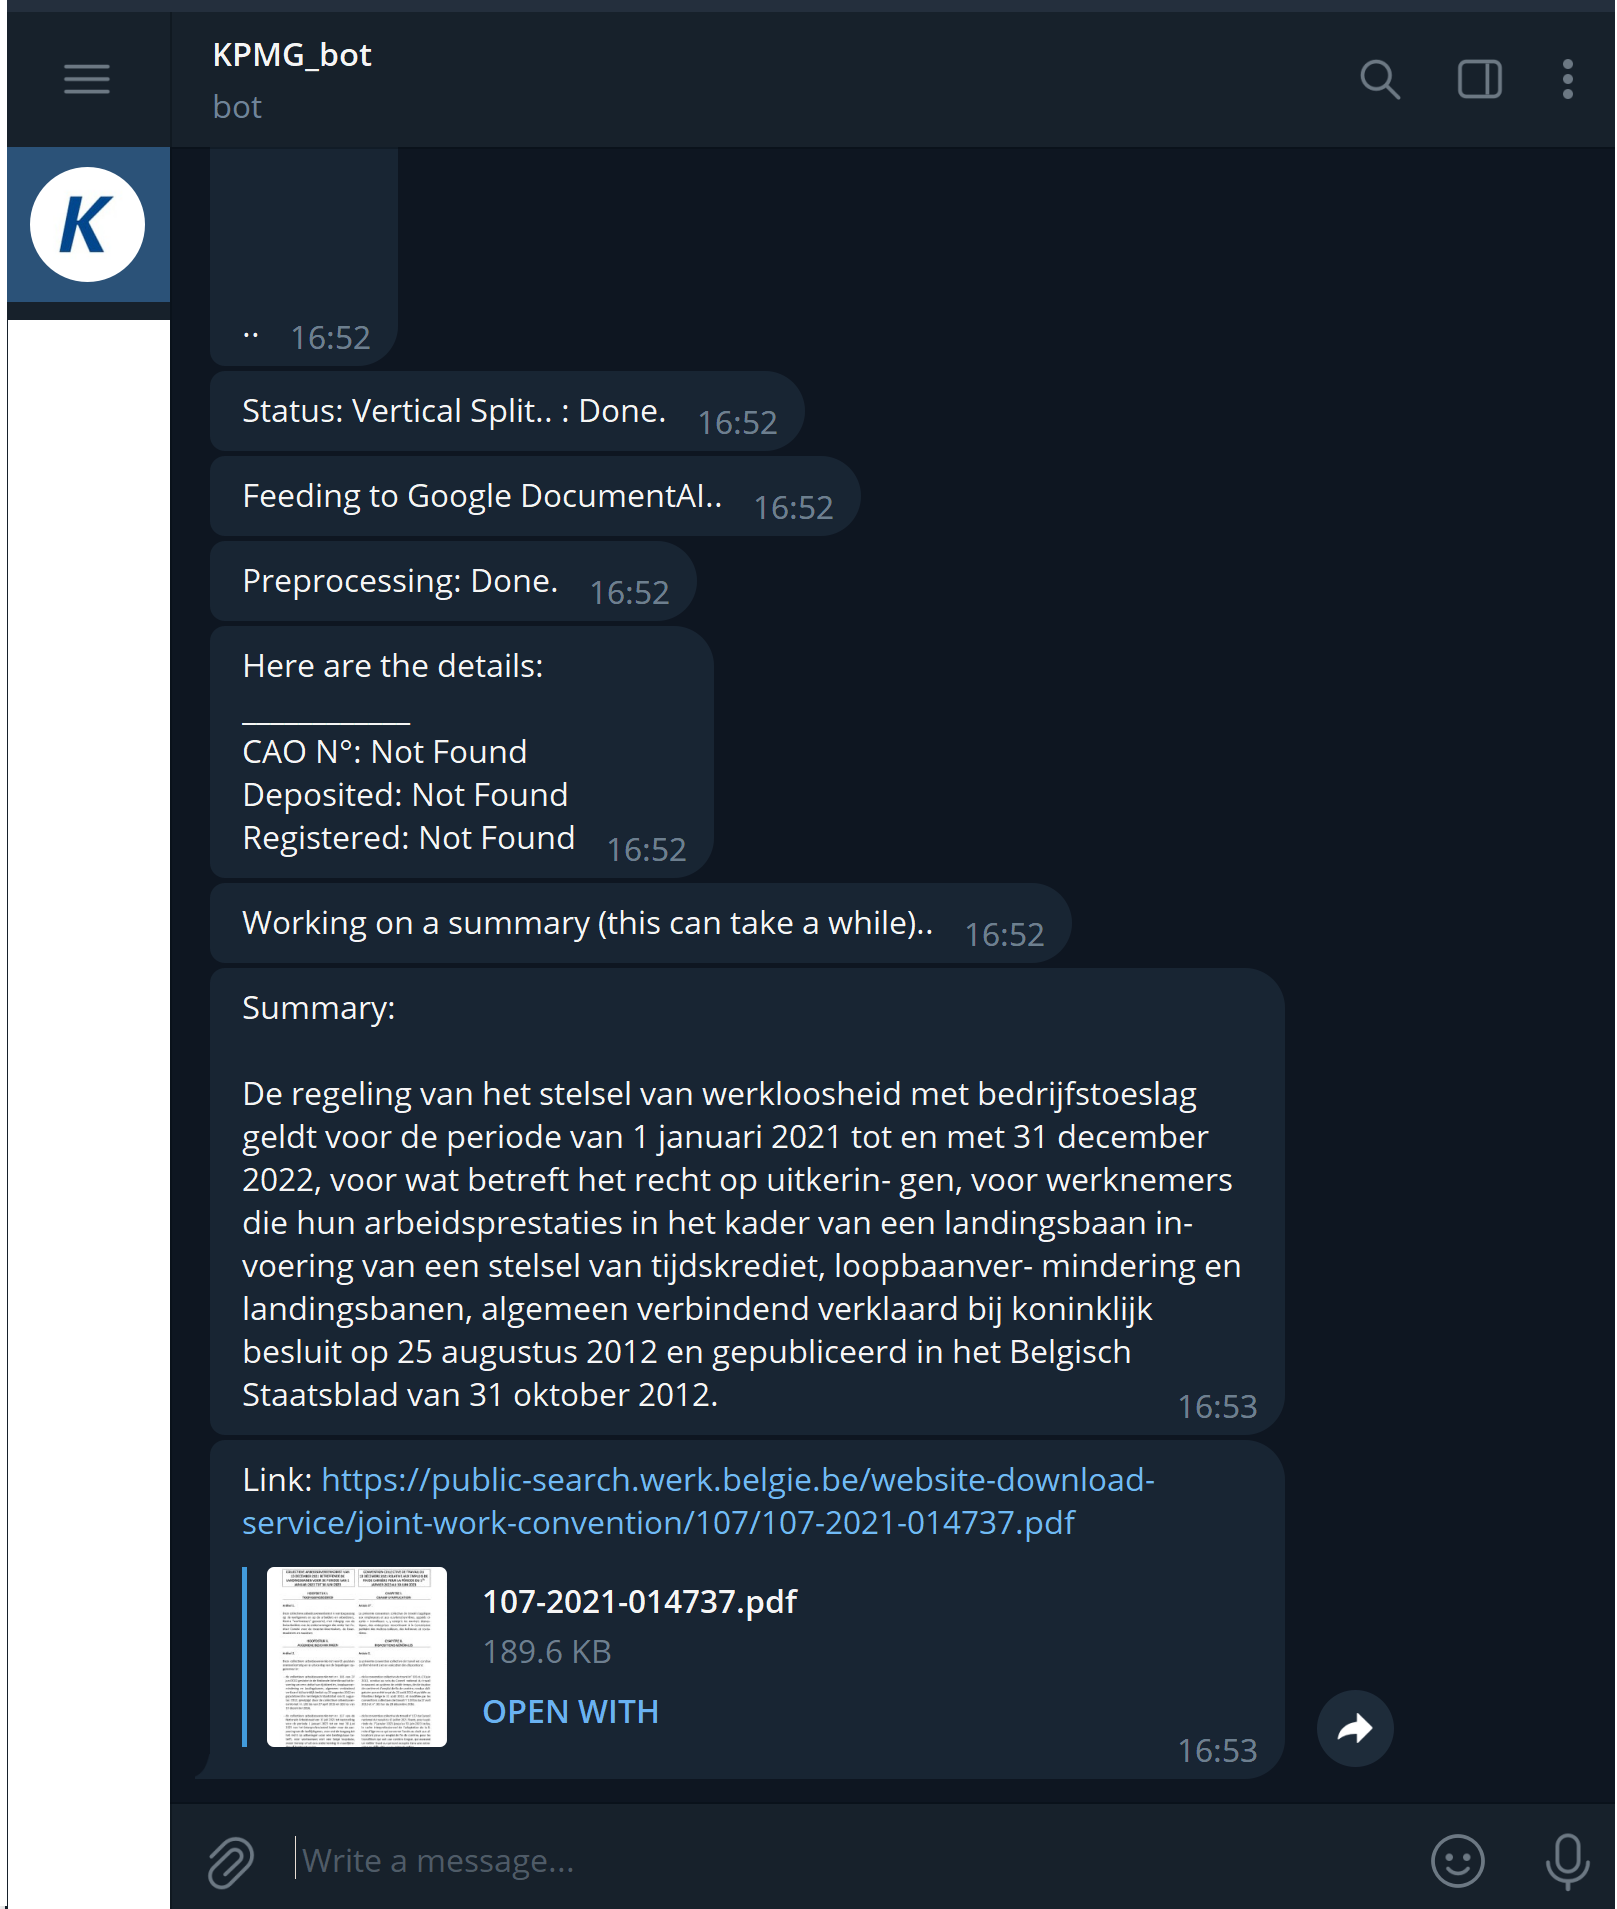 KPMG_bot
bot
K
.. 16:52
Status: Vertical Split.. : Done. 16:52
Feeding to Google DocumentAI.. 16:52
Preprocessing: Done. 16:52
Here are the details:
___________
CAO N°: Not Found
Deposited: Not Found
Registered: Not Found 16:52
Working on a summary (this can take a while).. 16:52
Summary:
De regeling van het stelsel van werkloosheid met bedrijfstoeslag
geldt voor de periode van 1 januari 2021 tot en met 31 december
2022, voor wat betreft het recht op uitkerin- gen, voor werknemers
die hun arbeidsprestaties in het kader van een landingsbaan in-
voering van een stelsel van tijdskrediet, loopbaanver- mindering en
landingsbanen, algemeen verbindend verklaard bij koninklijk
besluit op 25 augustus 2012 en gepubliceerd in het Belgisch
Staatsblad van 31 oktober 2012.
16:53
Link: https://public-search.werk.belgie.be/website-download-
service/joint-work-convention/107/107-2021-014737.pdf
107-2021-014737.pdf
189.6 KB
OPEN WITH
16:53
Write a message...